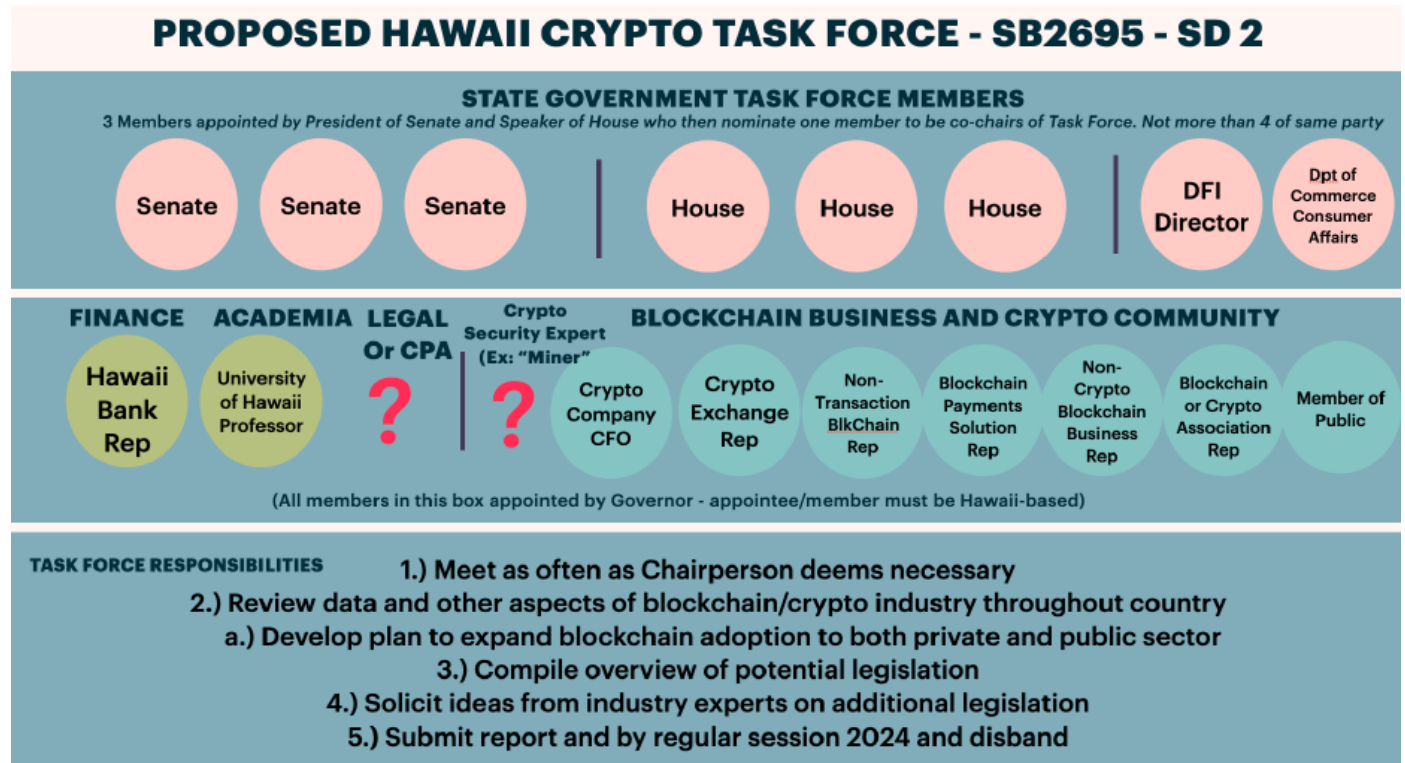 PROPOSED HAWAII CRYPTO TASK FORCE - SB2695 - SD 2
STATE GOVERNMENT TASK FORCE MEMBERS
3 Members appointed by President of Senate and Speaker of House who then nominate one member to be co-chairs of Task Force. Not more than 4 of same party
Senate
Senate
Senate
House
House
House
DFI
Director
Dpt of
Commerce
Consumer
Affairs
FINANCE
Hawaii
Bank
Rep
ACADEMIA
University
of Hawaii
Professor
LEGAL
Or CPA
?
Crypto
Security Expert
(Ex: “Miner”
?
BLOCKCHAIN BUSINESS AND CRYPTO COMMUNITY
Crypto
Company
CFO
Crypto
Exchange
Rep
Non-
Transaction
BlkChain
Rep
Blockchain
Payments
Solution
Rep
Non-
Crypto
Blockchain
Business
Rep
Blockchain
or Crypto
Association
Rep
Member of
Public
(All members in this box appointed by Governor - appointee/member must be Hawaii-based)
TASK FORCE RESPONSIBILITIES
1.) Meet as often as Chairperson deems necessary
2.) Review data and other aspects of blockchain/crypto industry throughout country
a.) Develop plan to expand blockchain adoption to both private and public sector
3.) Compile overview of potential legislation
4.) Solicit ideas from industry experts on additional legislation
5.) Submit report and by regular session 2024 and disband